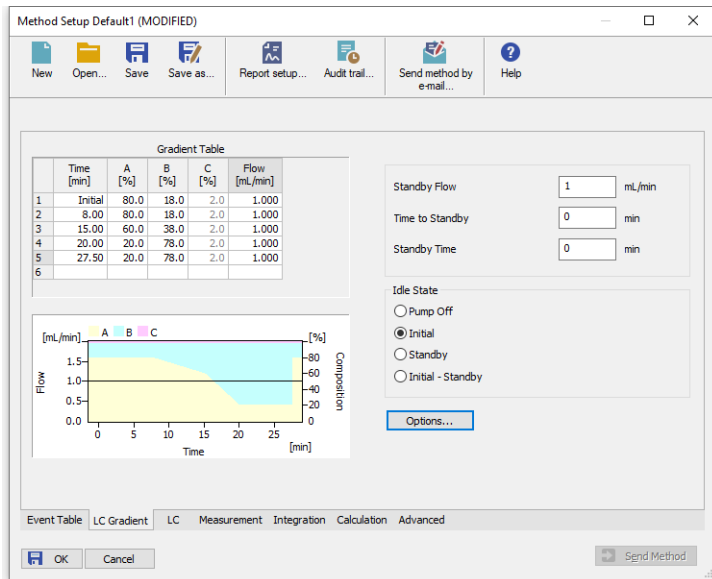 Method Setup Default1 (MODIFIED)
New Open... Save Save as... Report setup... Audit trail... Send method by e-mail... Help
Gradient Table
Time [min] A [%] B [%] C [%] Flow [mL/min]
1 Initial 80.0 18.0 2.0 1.000
2 8.00 80.0 18.0 2.0 1.000
3 15.00 60.0 38.0 2.0 1.000
4 20.00 20.0 78.0 2.0 1.000
5 27.50 20.0 78.0 2.0 1.000
6
Standby Flow 1 mL/min
Time to Standby 0 min
Standby Time 0 min
Idle State
Pump Off
Initial
Standby
Initial - Standby
Options...
[mL/min] A B C [%]
1.5 80
1.0 60
0.5 40
0.0 20
0
Flow
Composition
0 5 10 15 20 25
Time [min]
Event Table LC Gradient LC Measurement Integration Calculation Advanced
OK Cancel Send Method